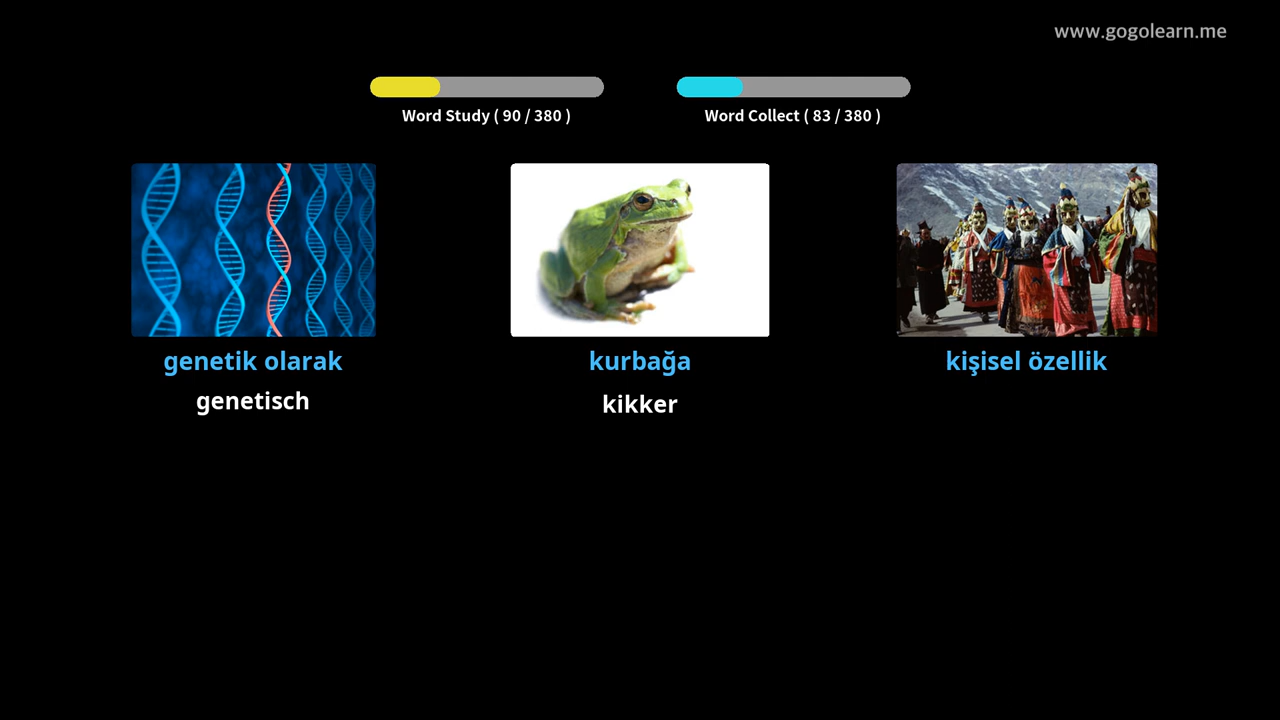 www.gogolearn.me
Word Study ( 90 / 380 )
Word Collect ( 83 / 380 )
genetik olarak
kurbağa
kişisel özellik
genetisch
kikker